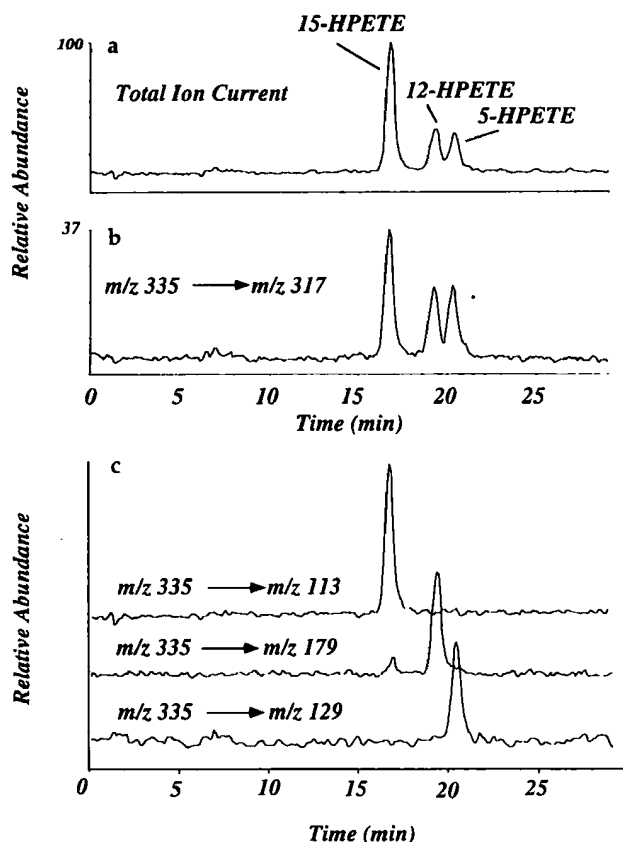 15-HPETE
100
a
Total Ion Current
12-HPETE
5-HPETE
Relative Abundance
37
b
m/z 335 → m/z 317
0 5 10 15 20 25
Time (min)
c
Relative Abundance
m/z 335 → m/z 113
m/z 335 → m/z 179
m/z 335 → m/z 129
0 5 10 15 20 25
Time (min)